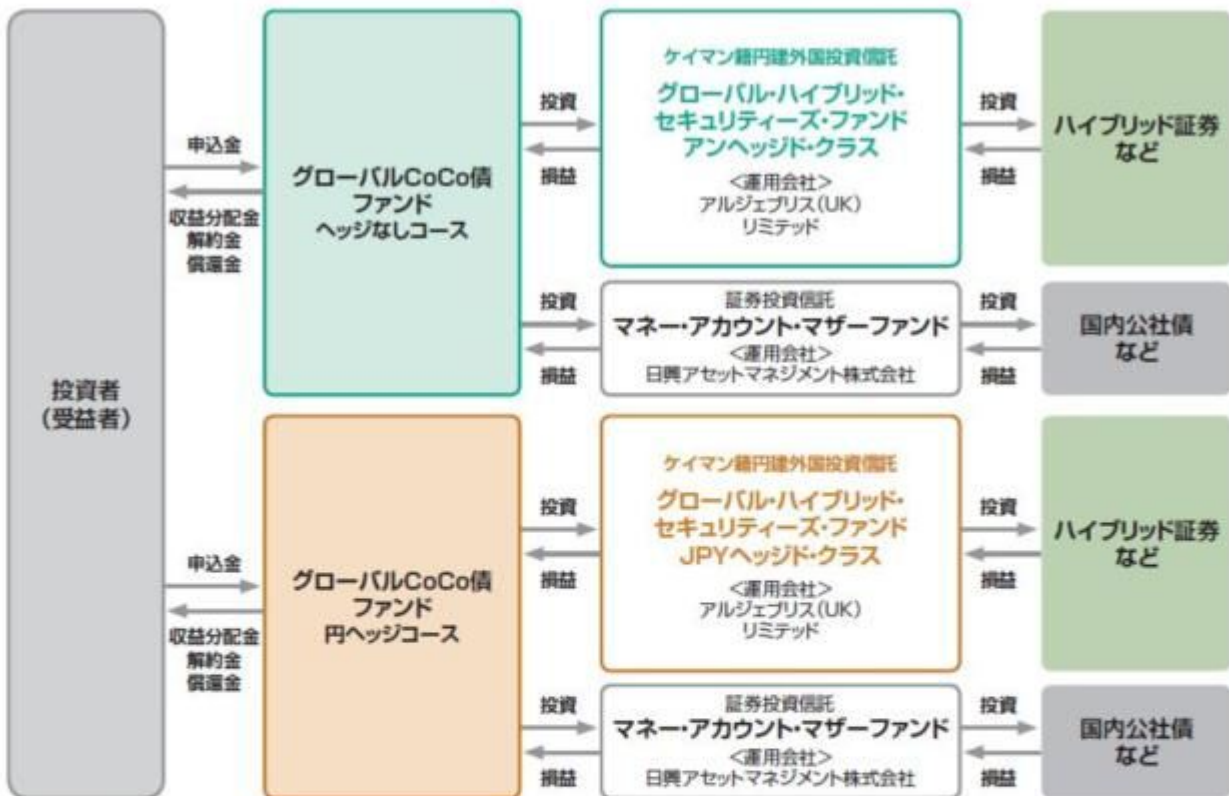 投資者
（受益者）
申込金
収益分配金
解約金
償還金
グローバルCoCo債
ファンド
ヘッジなしコース
投資
損益
ケイマン籍円建外国投資信託
グローバル・ハイブリッド・
セキュリティーズ・ファンド
アンヘッジド・クラス
＜運用会社＞
アルジェブリス（UK）
リミテッド
投資
損益
ハイブリッド証券
など
投資
損益
証券投資信託
マネー・アカウント・マザーファンド
＜運用会社＞
日興アセットマネジメント株式会社
投資
損益
国内公社債
など
申込金
収益分配金
解約金
償還金
グローバルCoCo債
ファンド
円ヘッジコース
投資
損益
ケイマン籍円建外国投資信託
グローバル・ハイブリッド・
セキュリティーズ・ファンド
JPYヘッジド・クラス
＜運用会社＞
アルジェブリス（UK）
リミテッド
投資
損益
ハイブリッド証券
など
投資
損益
証券投資信託
マネー・アカウント・マザーファンド
＜運用会社＞
日興アセットマネジメント株式会社
投資
損益
国内公社債
など